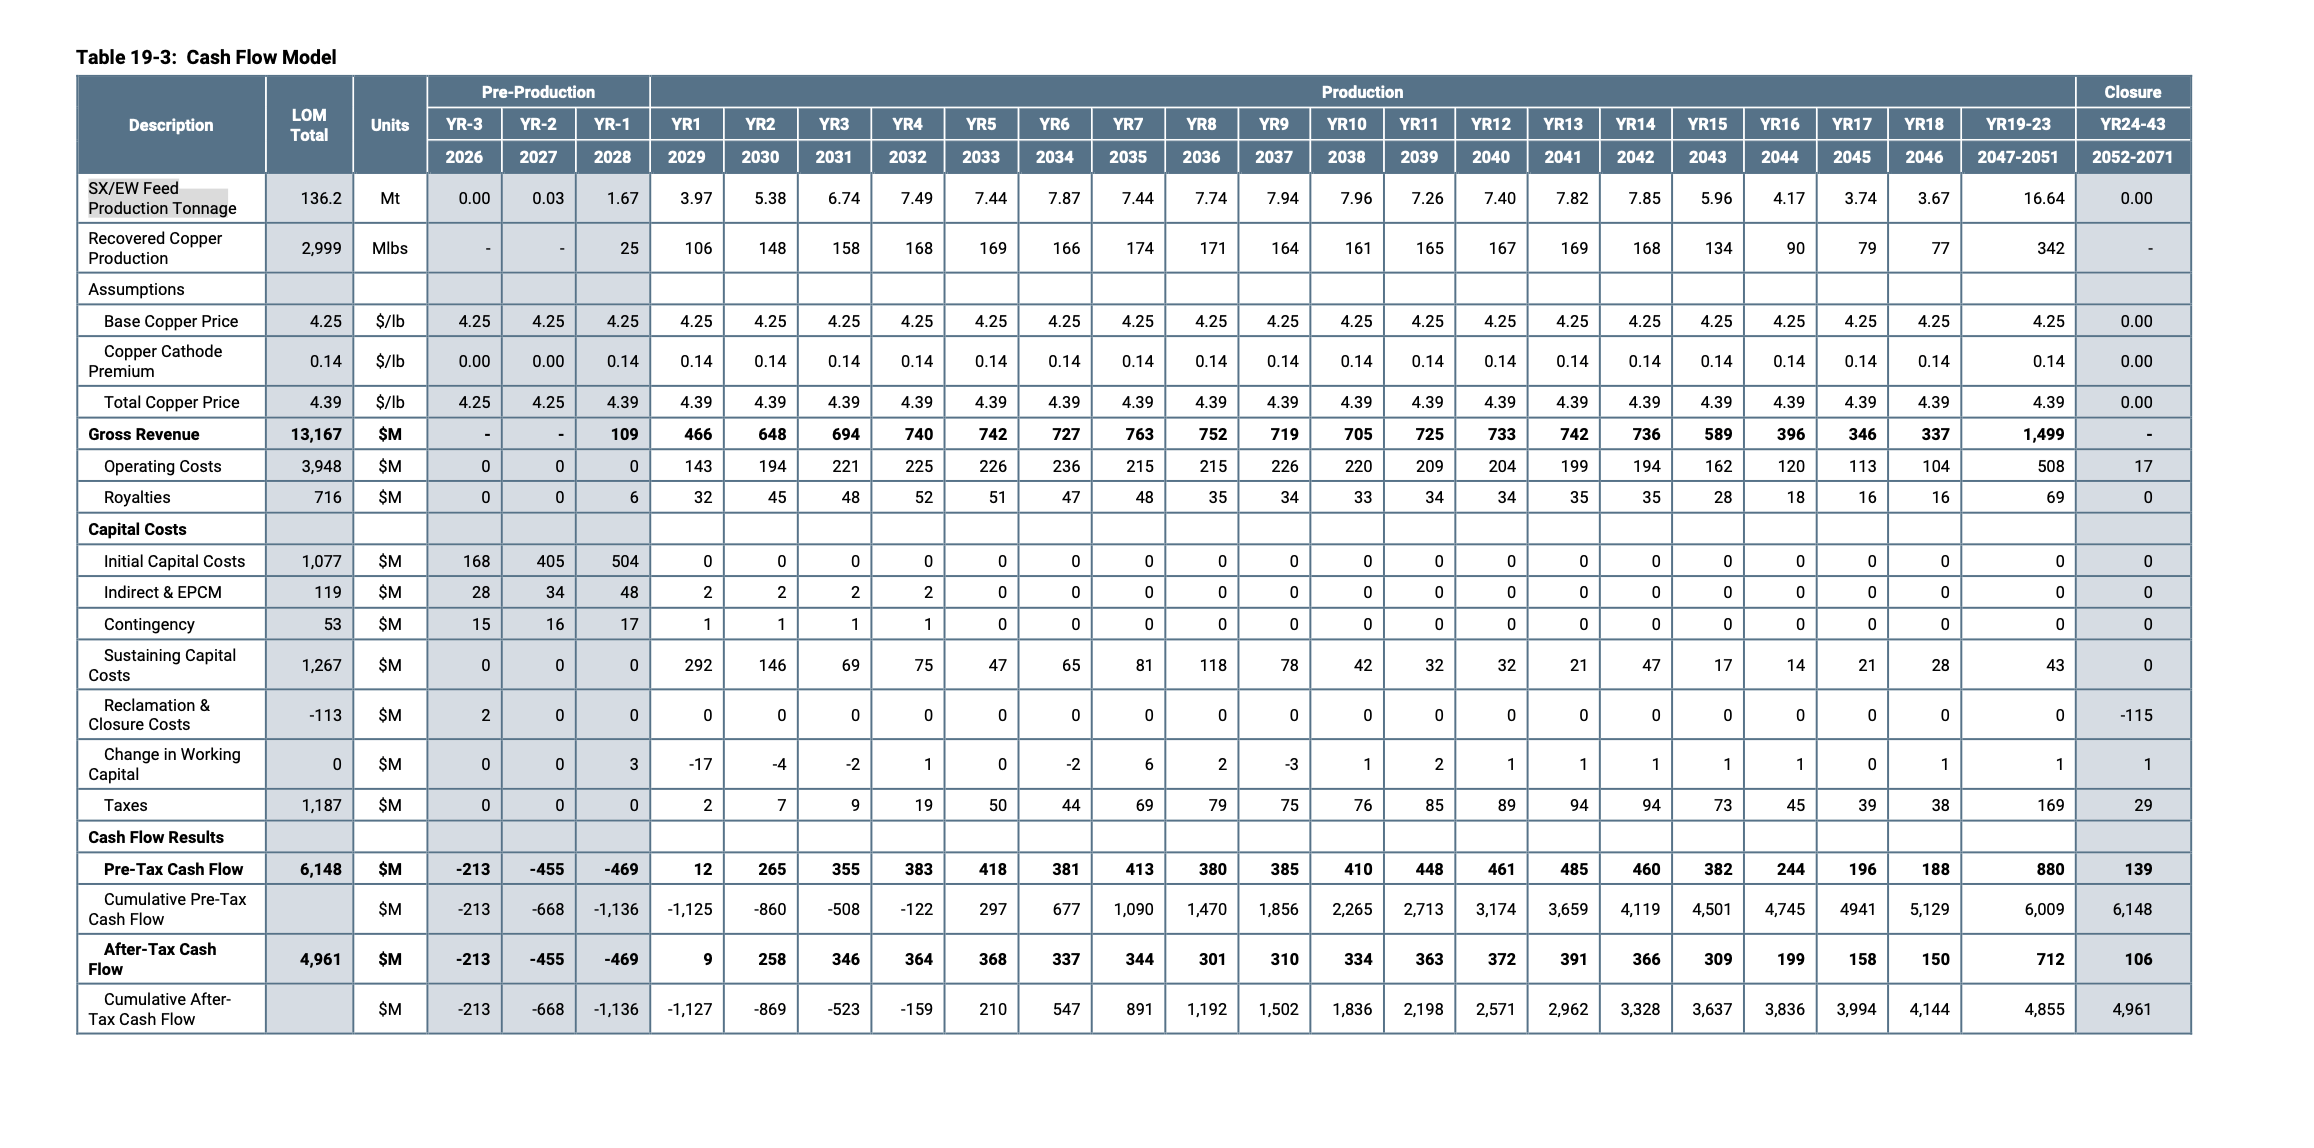 Table 19-3: Cash Flow Model
Description LOM Total Units Pre-Production Production Closure
YR-3 YR-2 YR-1 YR1 YR2 YR3 YR4 YR5 YR6 YR7 YR8 YR9 YR10 YR11 YR12 YR13 YR14 YR15 YR16 YR17 YR18 YR19-23 YR24-43
2026 2027 2028 2029 2030 2031 2032 2033 2034 2035 2036 2037 2038 2039 2040 2041 2042 2043 2044 2045 2046 2047-2051 2052-2071
SX/EW Feed Production Tonnage 136.2 Mt 0.00 0.03 1.67 3.97 5.38 6.74 7.49 7.44 7.87 7.44 7.74 7.94 7.96 7.26 7.40 7.82 7.85 5.96 4.17 3.74 3.67 16.64 0.00
Recovered Copper Production 2,999 Mlbs - - 25 106 148 158 168 169 166 174 171 164 161 165 167 169 168 134 90 79 77 342 -
Assumptions
Base Copper Price 4.25 $/lb 4.25 4.25 4.25 4.25 4.25 4.25 4.25 4.25 4.25 4.25 4.25 4.25 4.25 4.25 4.25 4.25 4.25 4.25 4.25 4.25 4.25 4.25 0.00
Copper Cathode Premium 0.14 $/lb 0.00 0.00 0.14 0.14 0.14 0.14 0.14 0.14 0.14 0.14 0.14 0.14 0.14 0.14 0.14 0.14 0.14 0.14 0.14 0.14 0.14 0.14 0.00
Total Copper Price 4.39 $/lb 4.25 4.25 4.39 4.39 4.39 4.39 4.39 4.39 4.39 4.39 4.39 4.39 4.39 4.39 4.39 4.39 4.39 4.39 4.39 4.39 4.39 4.39 0.00
Gross Revenue 13,167 $M - - 109 466 648 694 740 742 727 763 752 719 705 725 733 742 736 589 396 346 337 1,499 -
Operating Costs 3,948 $M 0 0 0 143 194 221 225 226 236 215 215 226 220 209 204 199 194 162 120 113 104 508 17
Royalties 716 $M 0 0 6 32 45 48 52 51 47 48 35 34 33 34 34 35 35 28 18 16 16 69 0
Capital Costs
Initial Capital Costs 1,077 $M 168 405 504 0 0 0 0 0 0 0 0 0 0 0 0 0 0 0 0 0 0 0 0
Indirect & EPCM 119 $M 28 34 48 2 2 2 2 0 0 0 0 0 0 0 0 0 0 0 0 0 0 0 0
Contingency 53 $M 15 16 17 1 1 1 1 0 0 0 0 0 0 0 0 0 0 0 0 0 0 0 0
Sustaining Capital Costs 1,267 $M 0 0 0 292 146 69 75 47 65 81 118 78 42 32 32 21 47 17 14 21 28 43 0
Reclamation & Closure Costs -113 $M 2 0 0 0 0 0 0 0 0 0 0 0 0 0 0 0 0 0 0 0 0 0 -115
Change in Working Capital 0 $M 0 0 3 -17 -4 -2 1 0 -2 6 2 -3 1 2 1 1 1 1 1 0 1 1 1
Taxes 1,187 $M 0 0 0 2 7 9 19 50 44 69 79 75 76 85 89 94 94 73 45 39 38 169 29
Cash Flow Results
Pre-Tax Cash Flow 6,148 $M -213 -455 -469 12 265 355 383 418 381 413 380 385 410 448 461 485 460 382 244 196 188 880 139
Cumulative Pre-Tax Cash Flow $M -213 -668 -1,136 -1,125 -860 -508 -122 297 677 1,090 1,470 1,856 2,265 2,713 3,174 3,659 4,119 4,501 4,745 4941 5,129 6,009 6,148
After-Tax Cash Flow 4,961 $M -213 -455 -469 9 258 346 364 368 337 344 301 310 334 363 372 391 366 309 199 158 150 712 106
Cumulative After-Tax Cash Flow $M -213 -668 -1,136 -1,127 -869 -523 -159 210 547 891 1,192 1,502 1,836 2,198 2,571 2,962 3,328 3,637 3,836 3,994 4,144 4,855 4,961